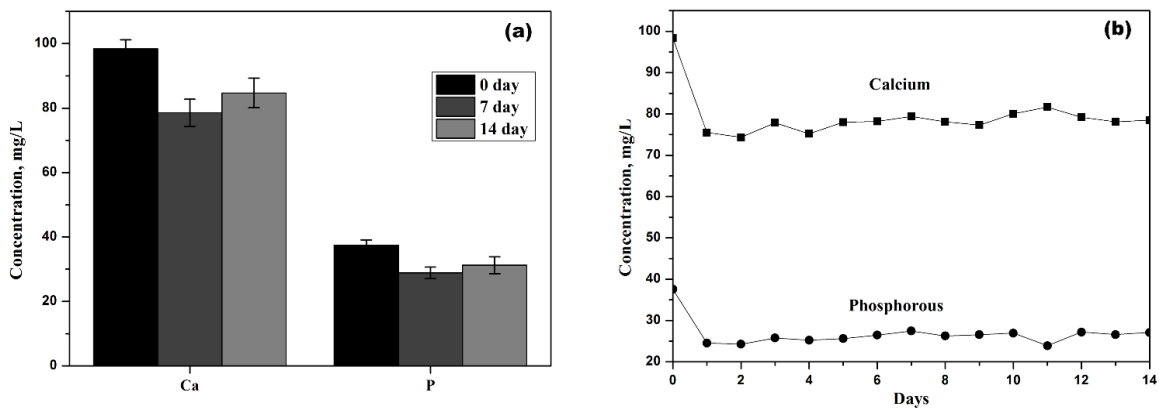 (a)
Concentration, mg/L
100
80
60
40
20
0
0 day
7 day
14 day
Ca
P
(b)
Concentration, mg/L
100
90
80
70
60
50
40
30
20
Calcium
Phosphorous
0
2
4
6
8
10
12
14
Days